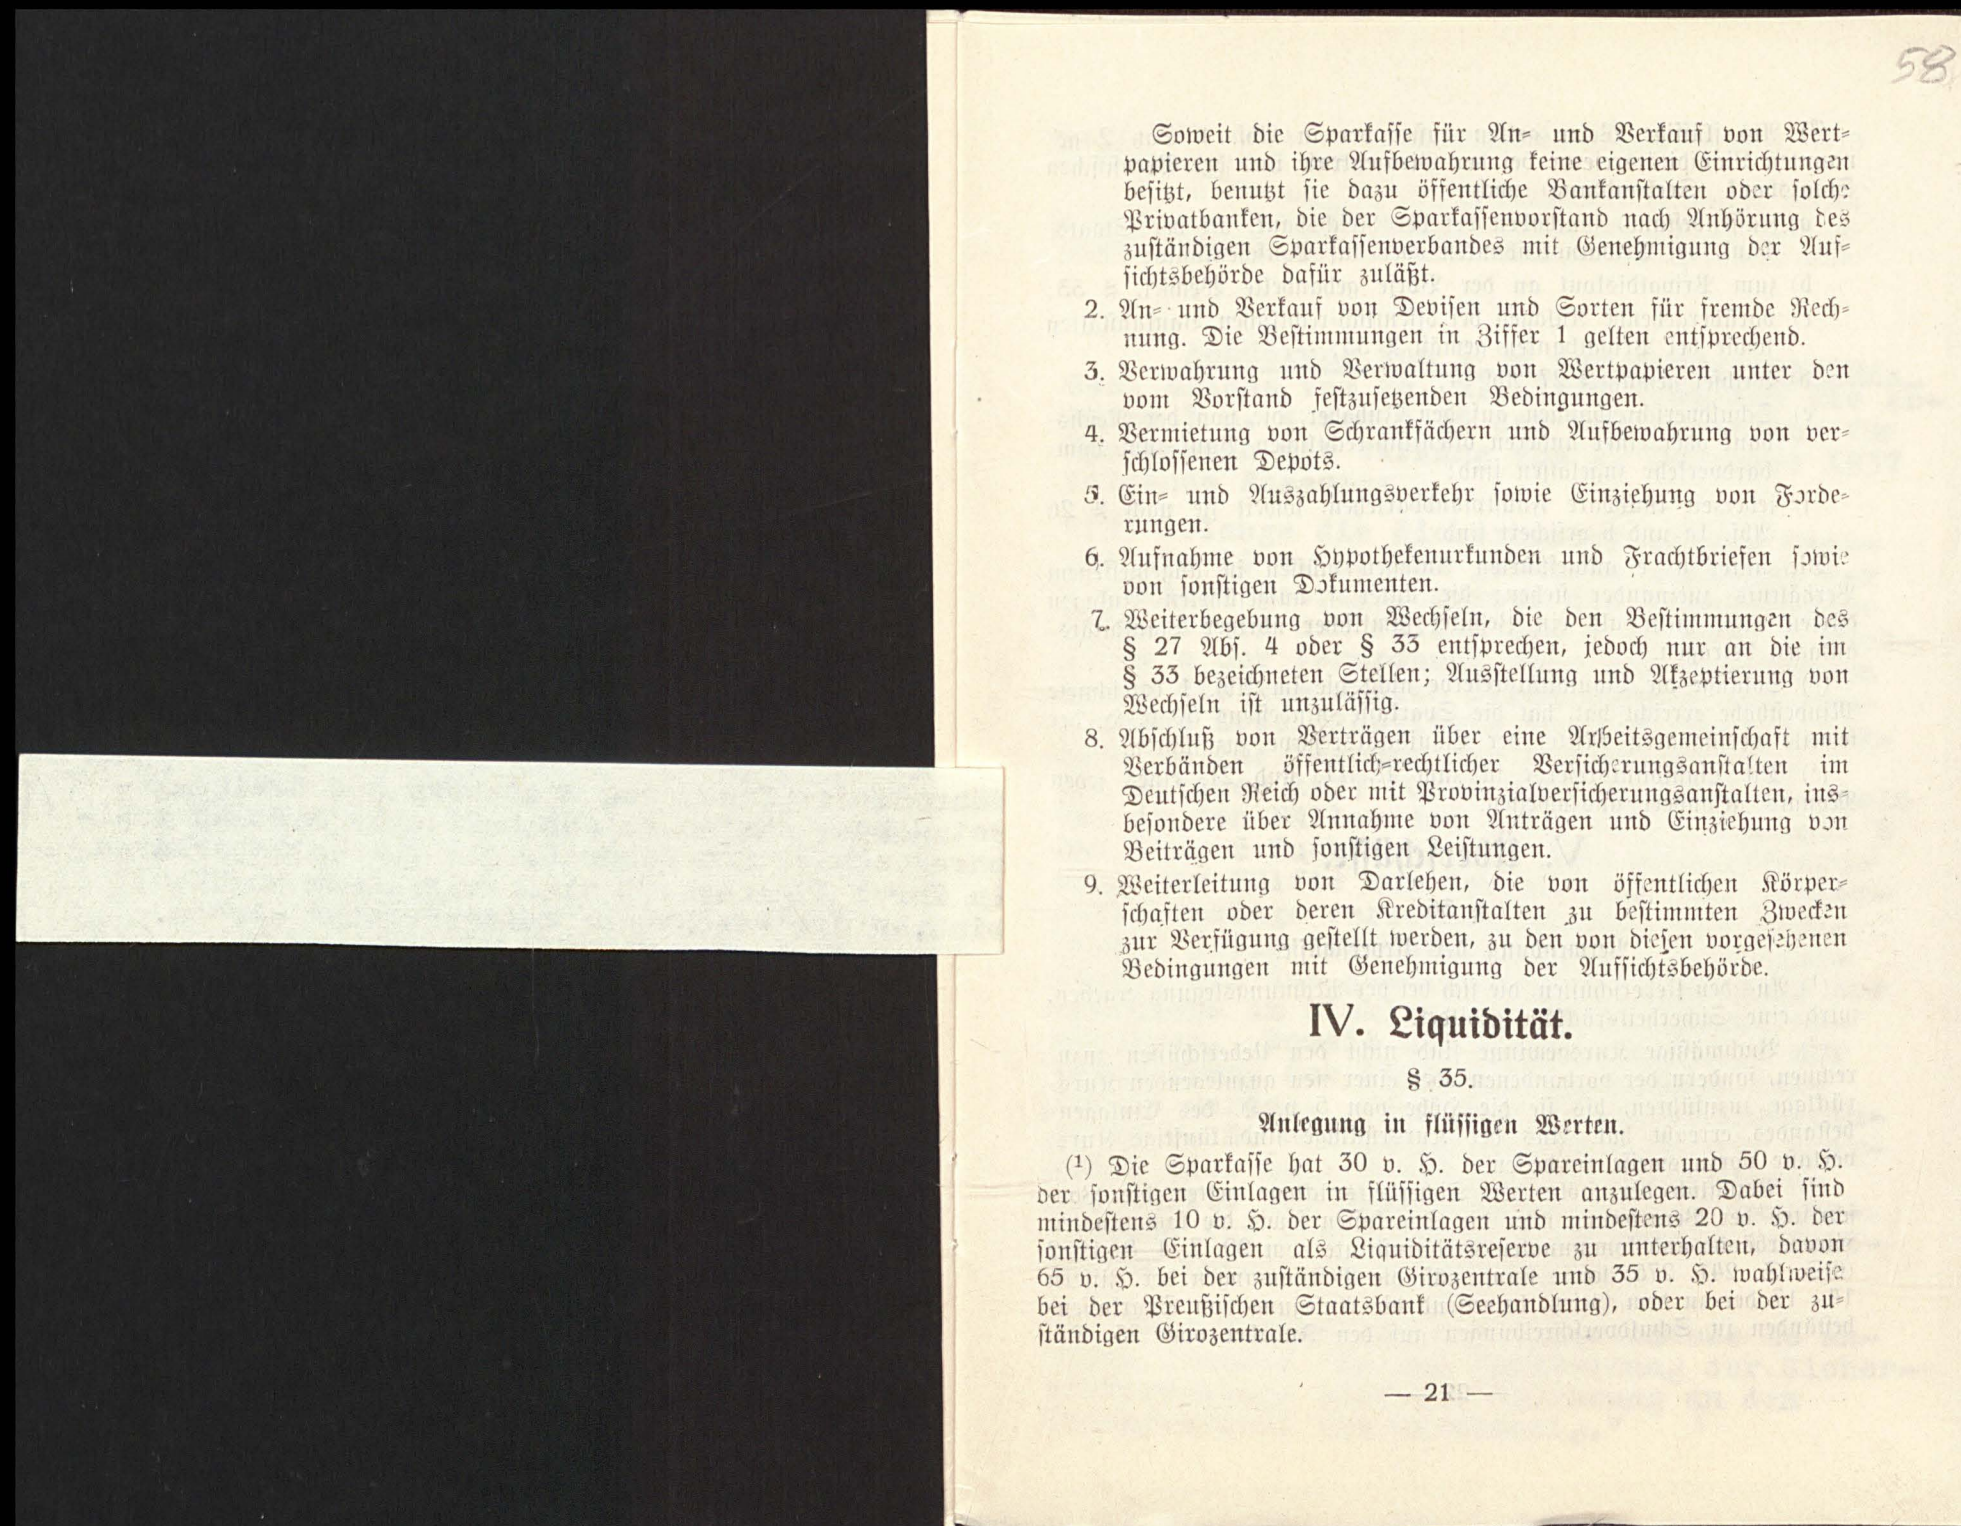 58
Soweit die Sparkasse für An- und Verkauf von Wert-
papieren und ihre Aufbewahrung keine eigenen Einrichtungen
besitzt, benutzt sie dazu öffentliche Bankanstalten oder solche
Privatbanken, die der Sparkassenvorstand nach Anhörung des
zuständigen Sparkassenverbandes mit Genehmigung der Auf-
sichtsbehörde dafür zuläßt.
2. An- und Verkauf von Devisen und Sorten für fremde Rech-
nung. Die Bestimmungen in Ziffer 1 gelten entsprechend.
3. Verwahrung und Verwaltung von Wertpapieren unter den
vom Vorstand festzusetzenden Bedingungen.
4. Vermietung von Schrankfächern und Aufbewahrung von ver-
schlossenen Depots.
5. Ein- und Auszahlungsverkehr sowie Einziehung von Forde-
rungen.
6. Aufnahme von Hypothekenurkunden und Frachtbriefen sowie
von sonstigen Dokumenten.
7. Weiterbegebung von Wechseln, die den Bestimmungen des
§ 27 Abs. 4 oder § 33 entsprechen, jedoch nur an die im
§ 33 bezeichneten Stellen; Ausstellung und Akzeptierung von
Wechseln ist unzulässig.
8. Abschluß von Verträgen über eine Arbeitsgemeinschaft mit
Verbänden öffentlich-rechtlicher Versicherungsanstalten im
Deutschen Reich oder mit Provinzialversicherungsanstalten, ins-
besondere über Annahme von Anträgen und Einziehung von
Beiträgen und sonstigen Leistungen.
9. Weiterleitung von Darlehen, die von öffentlichen Körper-
schaften oder deren Kreditanstalten zu bestimmten Zwecken
zur Verfügung gestellt werden, zu den von diesen vorgesehenen
Bedingungen mit Genehmigung der Aufsichtsbehörde.
IV. Liquidität.
§ 35.
Anlegung in flüssigen Werten.
(¹) Die Sparkasse hat 30 v. H. der Spareinlagen und 50 v. H.
der sonstigen Einlagen in flüssigen Werten anzulegen. Dabei sind
mindestens 10 v. H. der Spareinlagen und mindestens 20 v. H. der
sonstigen Einlagen als Liquiditätsreserve zu unterhalten, davon
65 v. H. bei der zuständigen Girozentrale und 35 v. H. wahlweise
bei der Preußischen Staatsbank (Seehandlung), oder bei der zu-
ständigen Girozentrale.
— 21 —